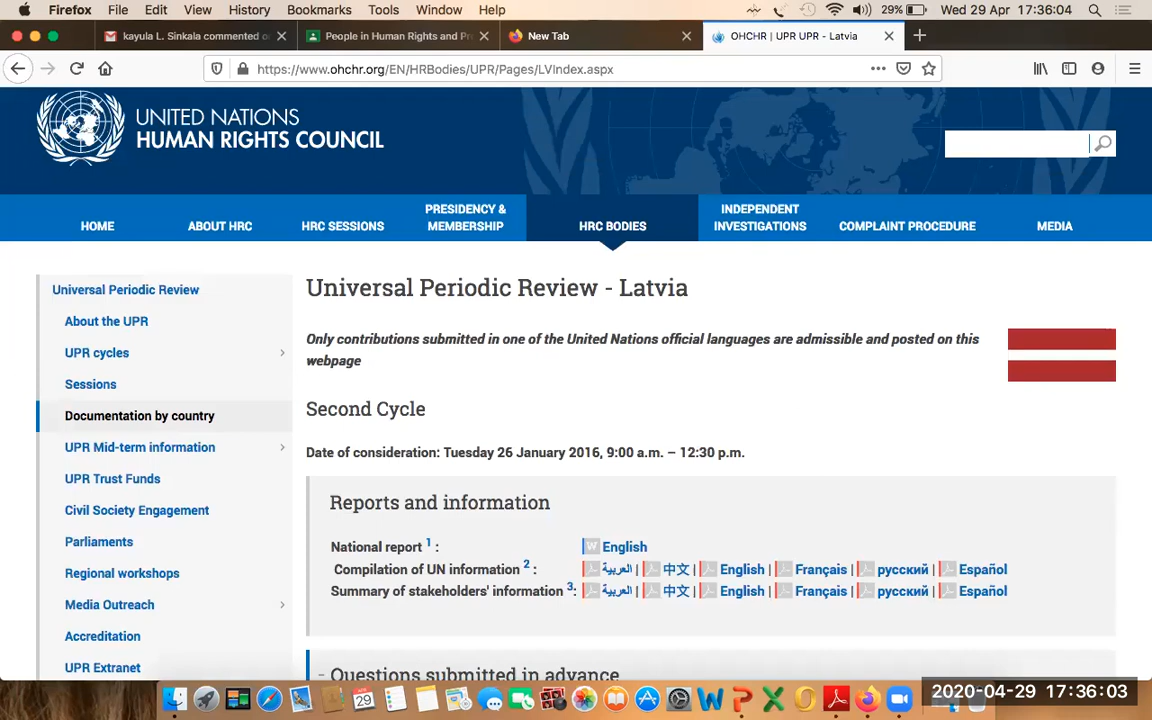 Firefox File Edit View History Bookmarks Tools Window Help 29% Wed 29 Apr 17:36:04
kayula L. Sinkala commented o
People in Human Rights and Pr
New Tab
OHCHR | UPR UPR - Latvia
https://www.ohchr.org/EN/HRBodies/UPR/Pages/LVIndex.aspx
UNITED NATIONS
HUMAN RIGHTS COUNCIL
HOME
ABOUT HRC
HRC SESSIONS
PRESIDENCY &
MEMBERSHIP
HRC BODIES
INDEPENDENT
INVESTIGATIONS
COMPLAINT PROCEDURE
MEDIA
Universal Periodic Review
About the UPR
UPR cycles
Sessions
Documentation by country
UPR Mid-term information
UPR Trust Funds
Civil Society Engagement
Parliaments
Regional workshops
Media Outreach
Accreditation
UPR Extranet
Universal Periodic Review - Latvia
Only contributions submitted in one of the United Nations official languages are admissible and posted on this
webpage
Second Cycle
Date of consideration: Tuesday 26 January 2016, 9:00 a.m. – 12:30 p.m.
Reports and information
National report 1 : English
Compilation of UN information 2 : العربية | 中文 | English | Français | русский | Español
Summary of stakeholders' information 3: العربية | 中文 | English | Français | русский | Español
- Questions submitted in advance
29
2020-04-29 17:36:03